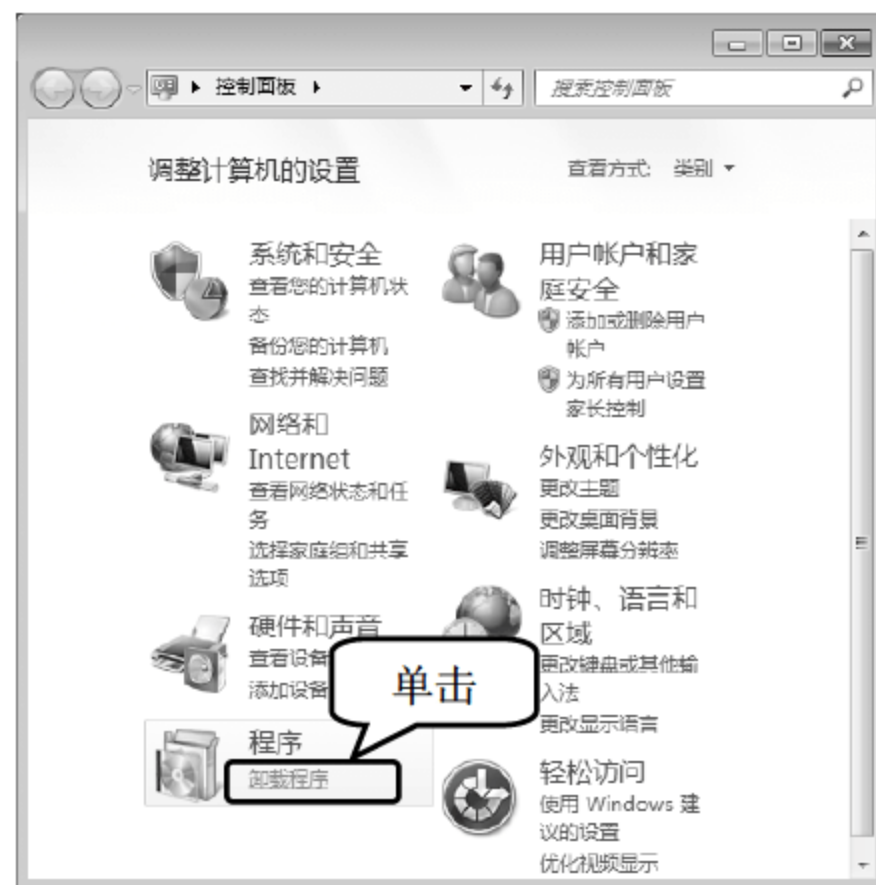 控制面板
搜索控制面板
调整计算机的设置
查看方式: 类别
系统和安全
查看您的计算机状
态
备份您的计算机
查找并解决问题
网络和
Internet
查看网络状态和任
务
选择家庭组和共享
选项
硬件和声音
查看设备
添加设备
程序
卸载程序
单击
用户帐户和家
庭安全
添加或删除用户
帐户
为所有用户设置
家长控制
外观和个性化
更改主题
更改桌面背景
调整屏幕分辨率
时钟、语言和
区域
更改键盘或其他输
入法
更改显示语言
轻松访问
使用 Windows 建
议的设置
优化视频显示